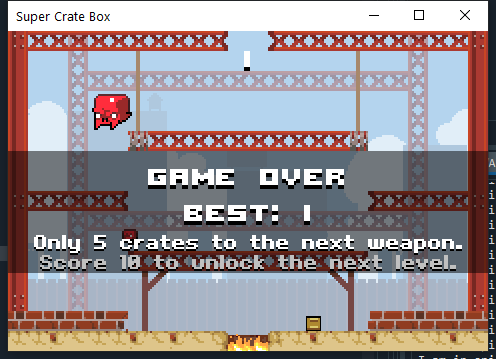 Super Crate Box
1
GAME OVER
BEST: 1
Only 5 crates to the next weapon.
Score 10 to unlock the next level.